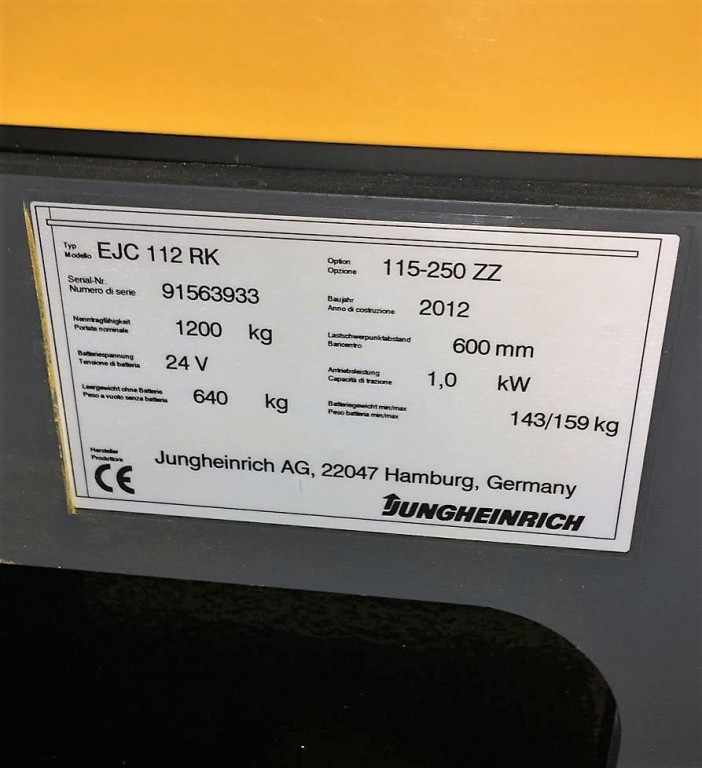 Typ
Modello EJC 112 RK
Option
Opzione 115-250 ZZ
Serial-Nr.
Numero di serie 91563933
Baujahr
Anno di costruzione 2012
Nenntragfähigkeit
Portata nominale 1200 kg
Lastschwerpunktabstand
Baricentro 600 mm
Batteriespannung
Tensione di batteria 24 V
Antriebsleistung
Capacità di trazione 1,0 kW
Leergewicht ohne Batterie
Peso a vuoto senza batteria 640 kg
Batteriegewicht min/max
Peso batteria min/max 143/159 kg
Hersteller
Produttore
CE
Jungheinrich AG, 22047 Hamburg, Germany
JUNGHEINRICH